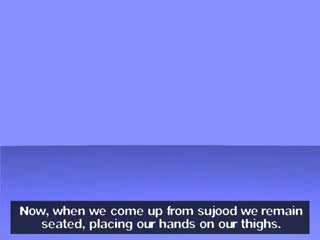 Now, when we come up from sujood we remain
seated, placing our hands on our thighs.